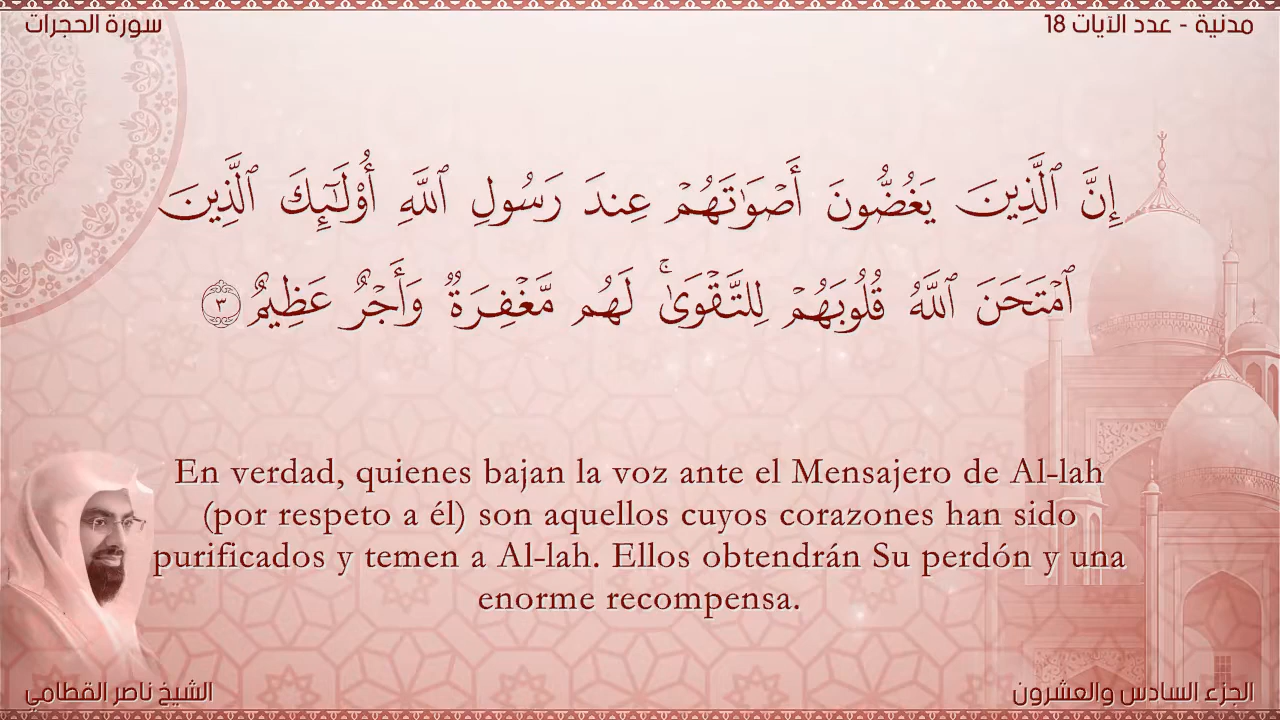 سورة الحجرات
مدنية - عدد الآيات 18
إِنَّ ٱلَّذِينَ يَغُضُّونَ أَصْوَٰتَهُمْ عِندَ رَسُولِ ٱللَّهِ أُو۟لَـٰٓئِكَ ٱلَّذِينَ
ٱمْتَحَنَ ٱللَّهُ قُلُوبَهُمْ لِلتَّقْوَىٰ ۚ لَهُم مَّغْفِرَةٌ وَأَجْرٌ عَظِيمٌ ٣
En verdad, quienes bajan la voz ante el Mensajero de Al-lah
(por respeto a él) son aquellos cuyos corazones han sido
purificados y temen a Al-lah. Ellos obtendrán Su perdón y una
enorme recompensa.
الشيخ ناصر القطامي
الجزء السادس والعشرون